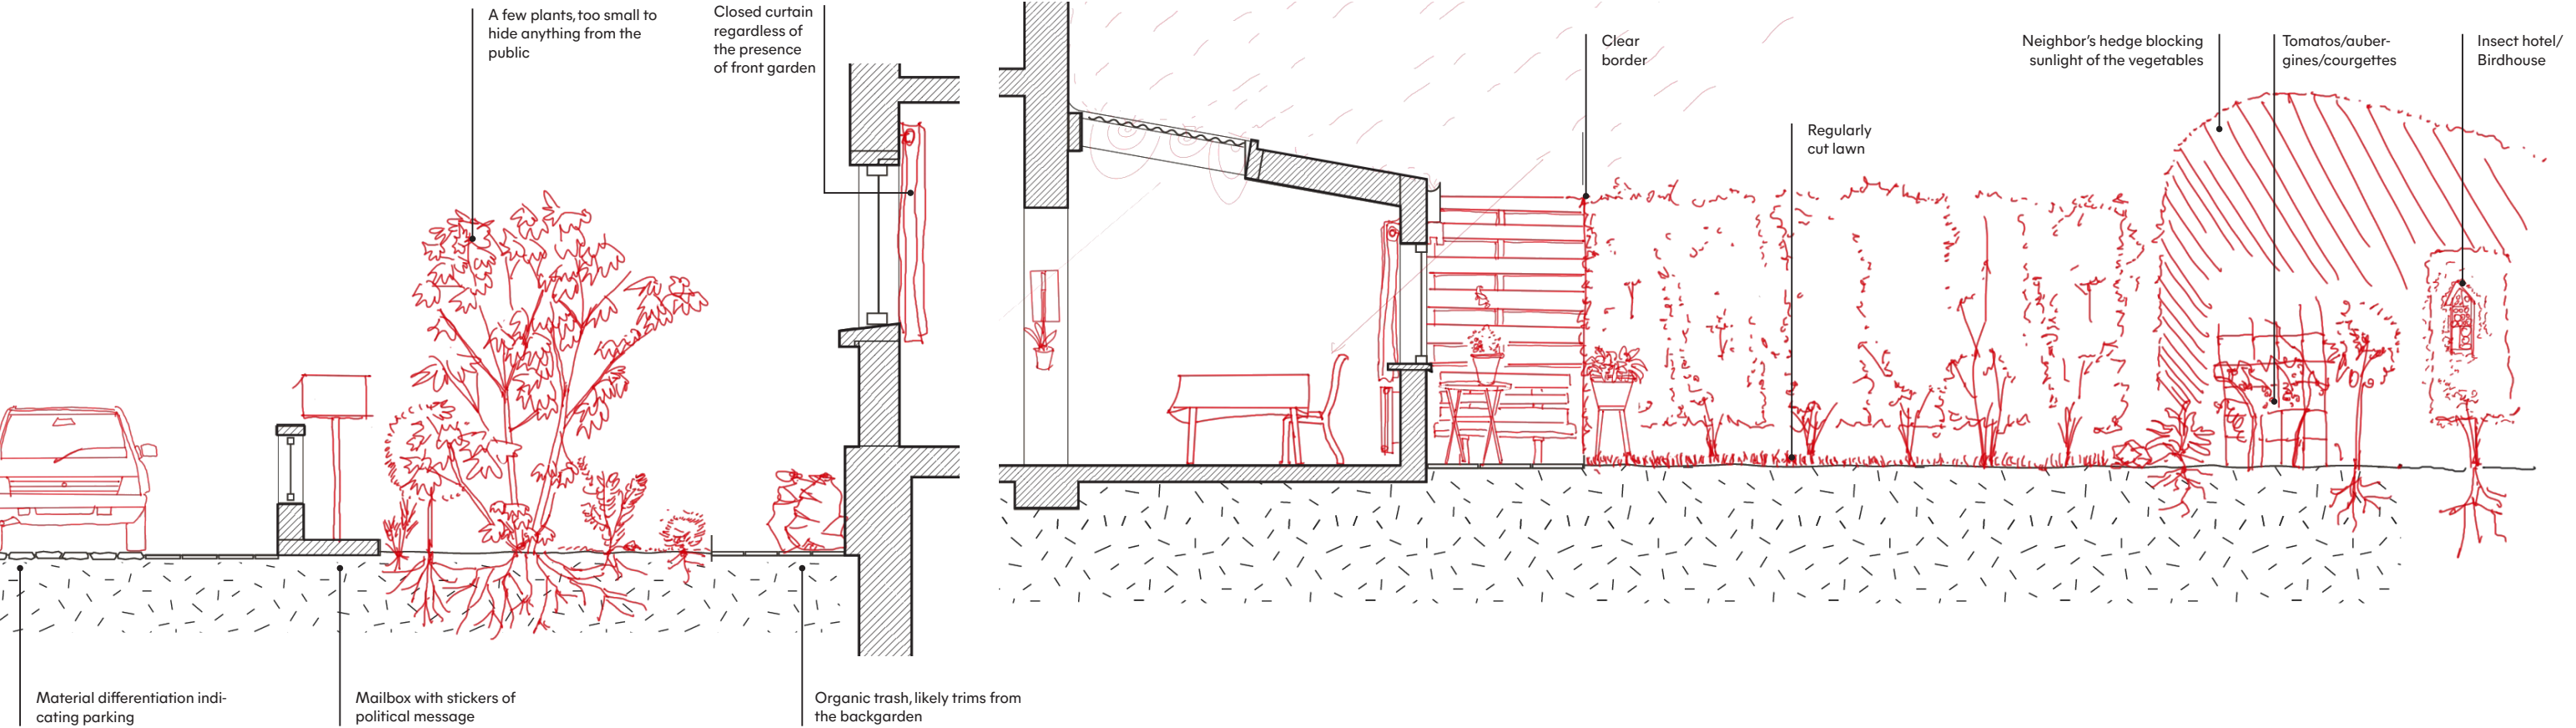 A few plants, too small to
hide anything from the
public
Closed curtain
regardless of
the presence
of front garden
Clear
border
Regularly
cut lawn
Neighbor's hedge blocking
sunlight of the vegetables
Tomatos/auber-
gines/courgettes
Insect hotel/
Birdhouse
Material differentiation indi-
cating parking
Mailbox with stickers of
political message
Organic trash, likely trims from
the backgarden